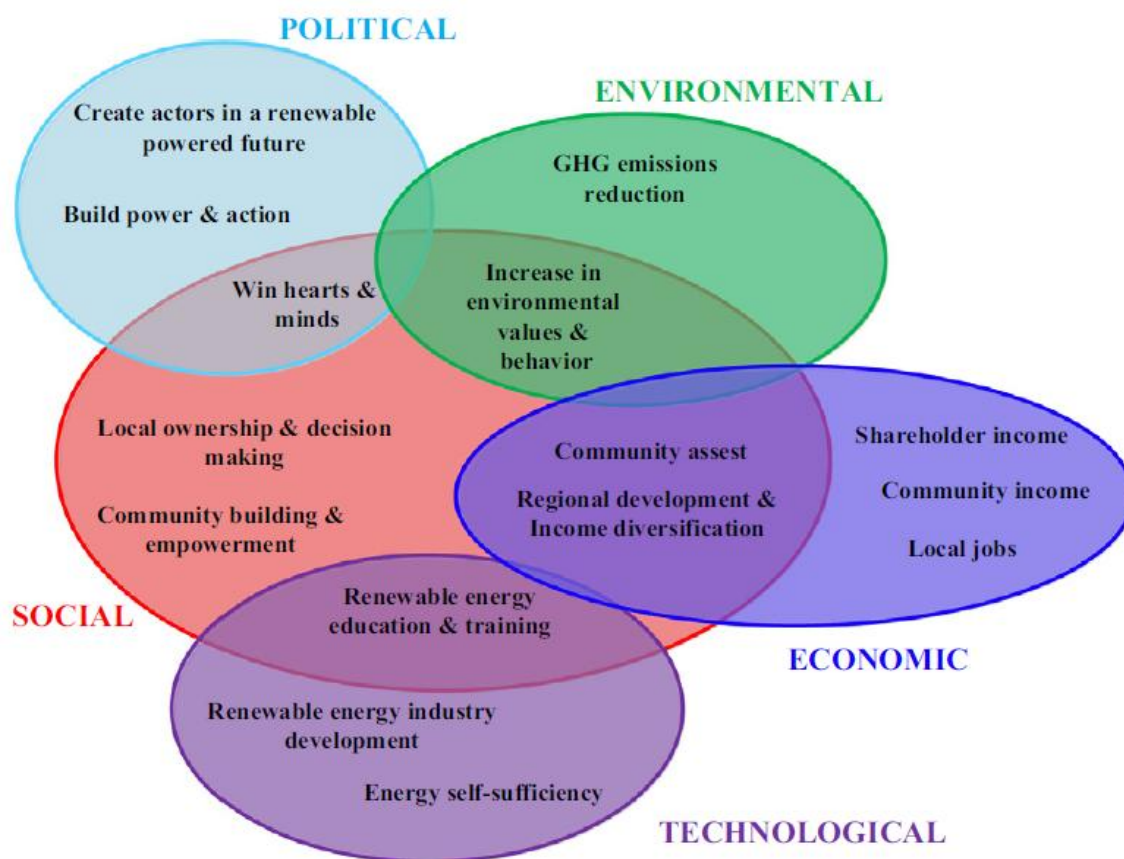 POLITICAL
Create actors in a renewable
powered future
Build power & action
Win hearts &
minds
ENVIRONMENTAL
GHG emissions
reduction
Increase in
environmental
values &
behavior
Local ownership & decision
making
Community building &
empowerment
SOCIAL
Community assest
Regional development &
Income diversification
Shareholder income
Community income
Local jobs
ECONOMIC
Renewable energy
education & training
Renewable energy industry
development
Energy self-sufficiency
TECHNOLOGICAL